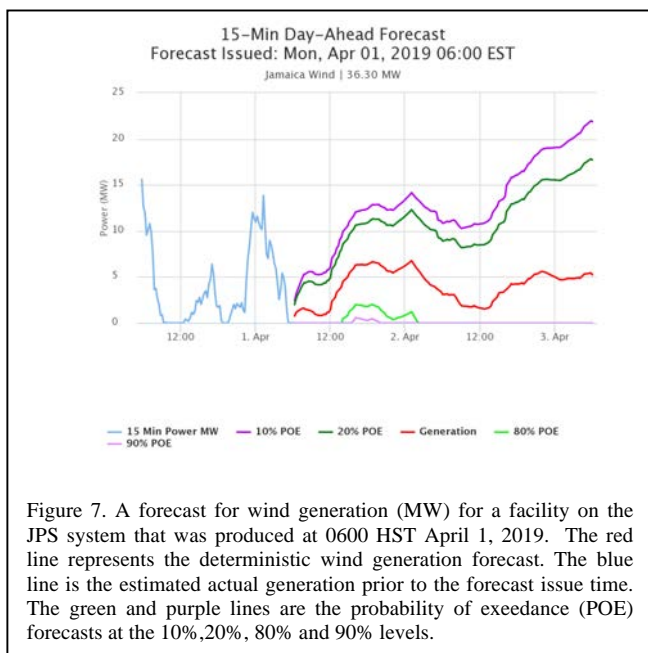 15-Min Day-Ahead Forecast
Forecast Issued: Mon, Apr 01, 2019 06:00 EST
Jamaica Wind | 36.30 MW
25
20
15
10
5
0
Power (MW)
12:00 1. Apr 12:00 2. Apr 12:00 3. Apr
15 Min Power MW 10% POE 20% POE Generation 80% POE
90% POE
Figure 7. A forecast for wind generation (MW) for a facility on the
JPS system that was produced at 0600 HST April 1, 2019. The red
line represents the deterministic wind generation forecast. The blue
line is the estimated actual generation prior to the forecast issue time.
The green and purple lines are the probability of exeedance (POE)
forecasts at the 10%,20%, 80% and 90% levels.